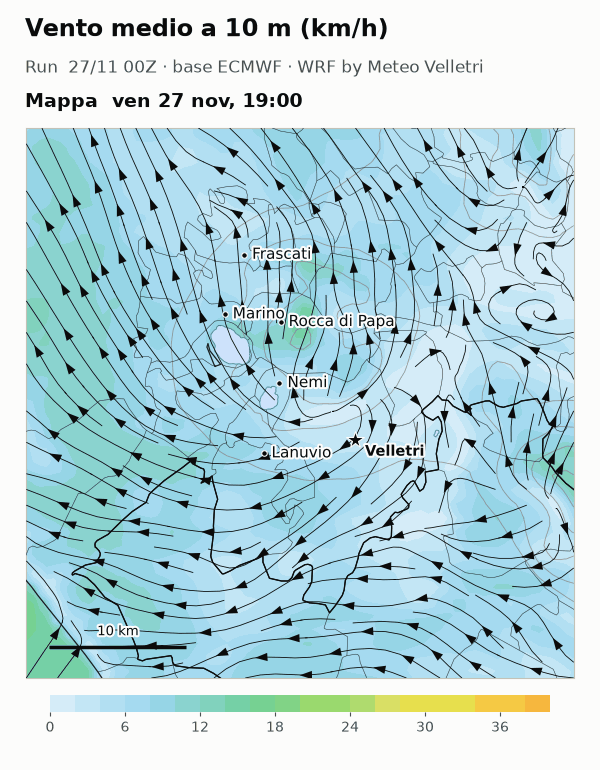 Vento medio a 10 m (km/h)
Run  27/11 00Z · base ECMWF · WRF by Meteo Velletri
Mappa  ven 27 nov, 19:00
Frascati
Marino
Rocca di Papa
Nemi
Velletri
Lanuvio
10 km
0 6 12 18 24 30 36